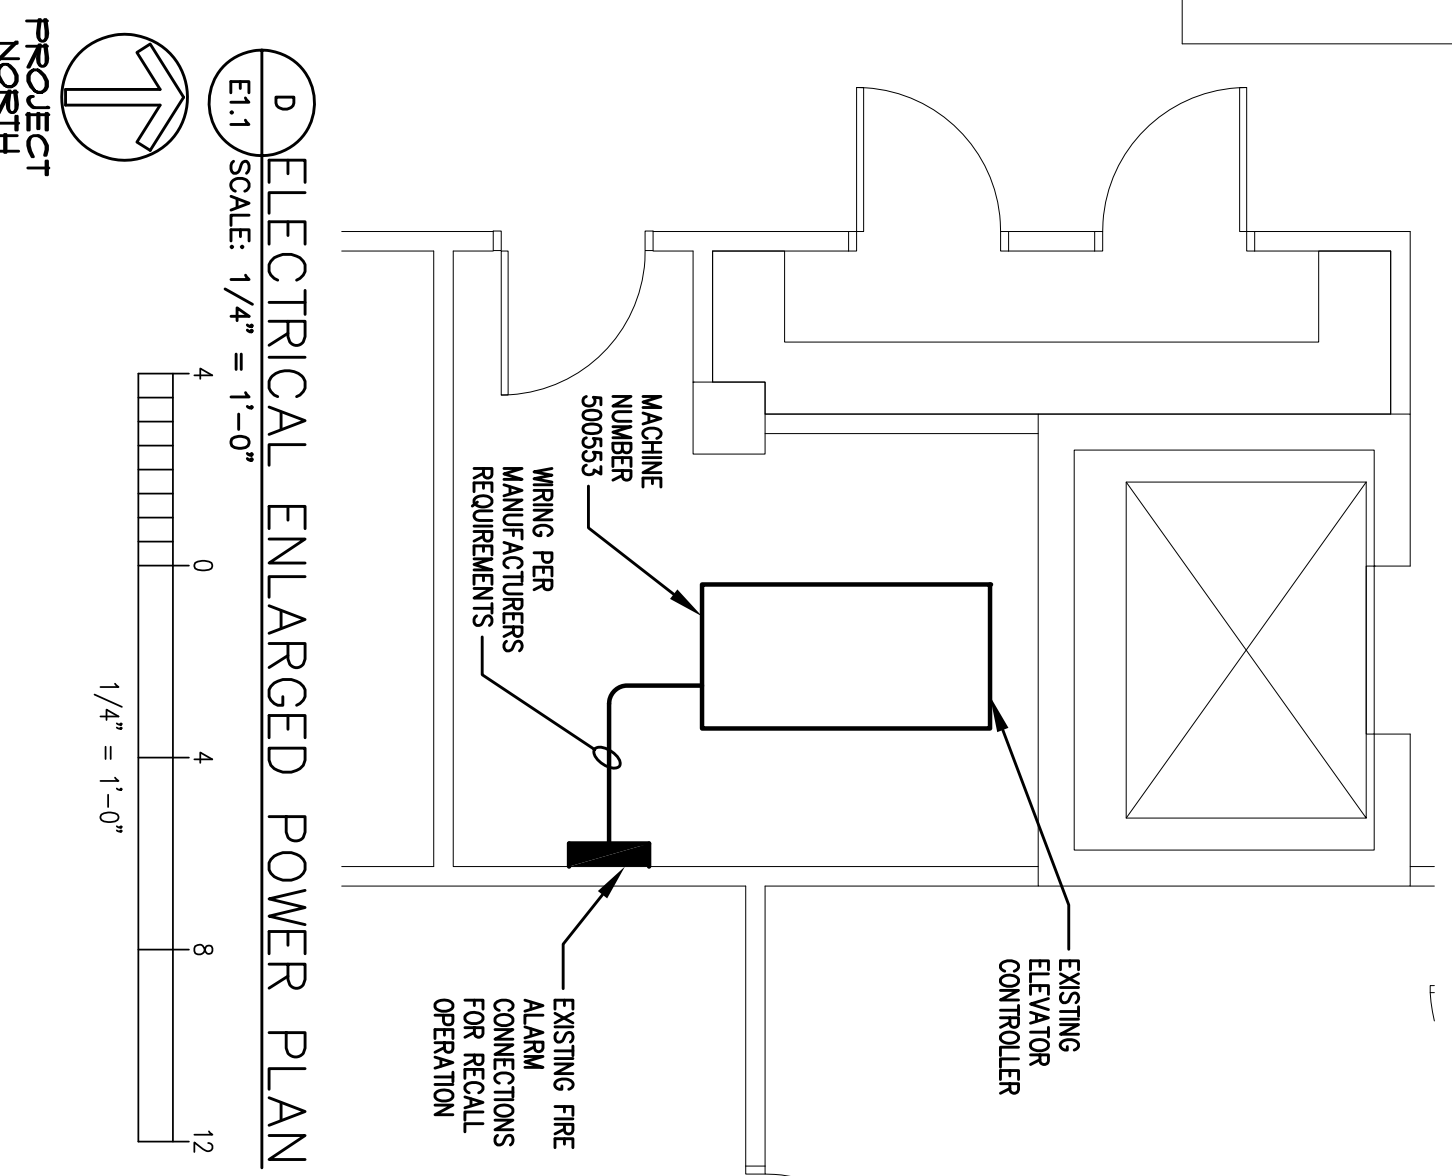 MACHINE
NUMBER
500553
WIRING PER
MANUFACTURERS
REQUIREMENTS
EXISTING
ELEVATOR
CONTROLLER
EXISTING FIRE
ALARM
CONNECTIONS
FOR RECALL
OPERATION
D
ELECTRICAL ENLARGED POWER PLAN
E1.1
SCALE: 1/4" = 1'-0"
4 0 4 8 12
1/4" = 1'-0"
PROJECT
NORTH